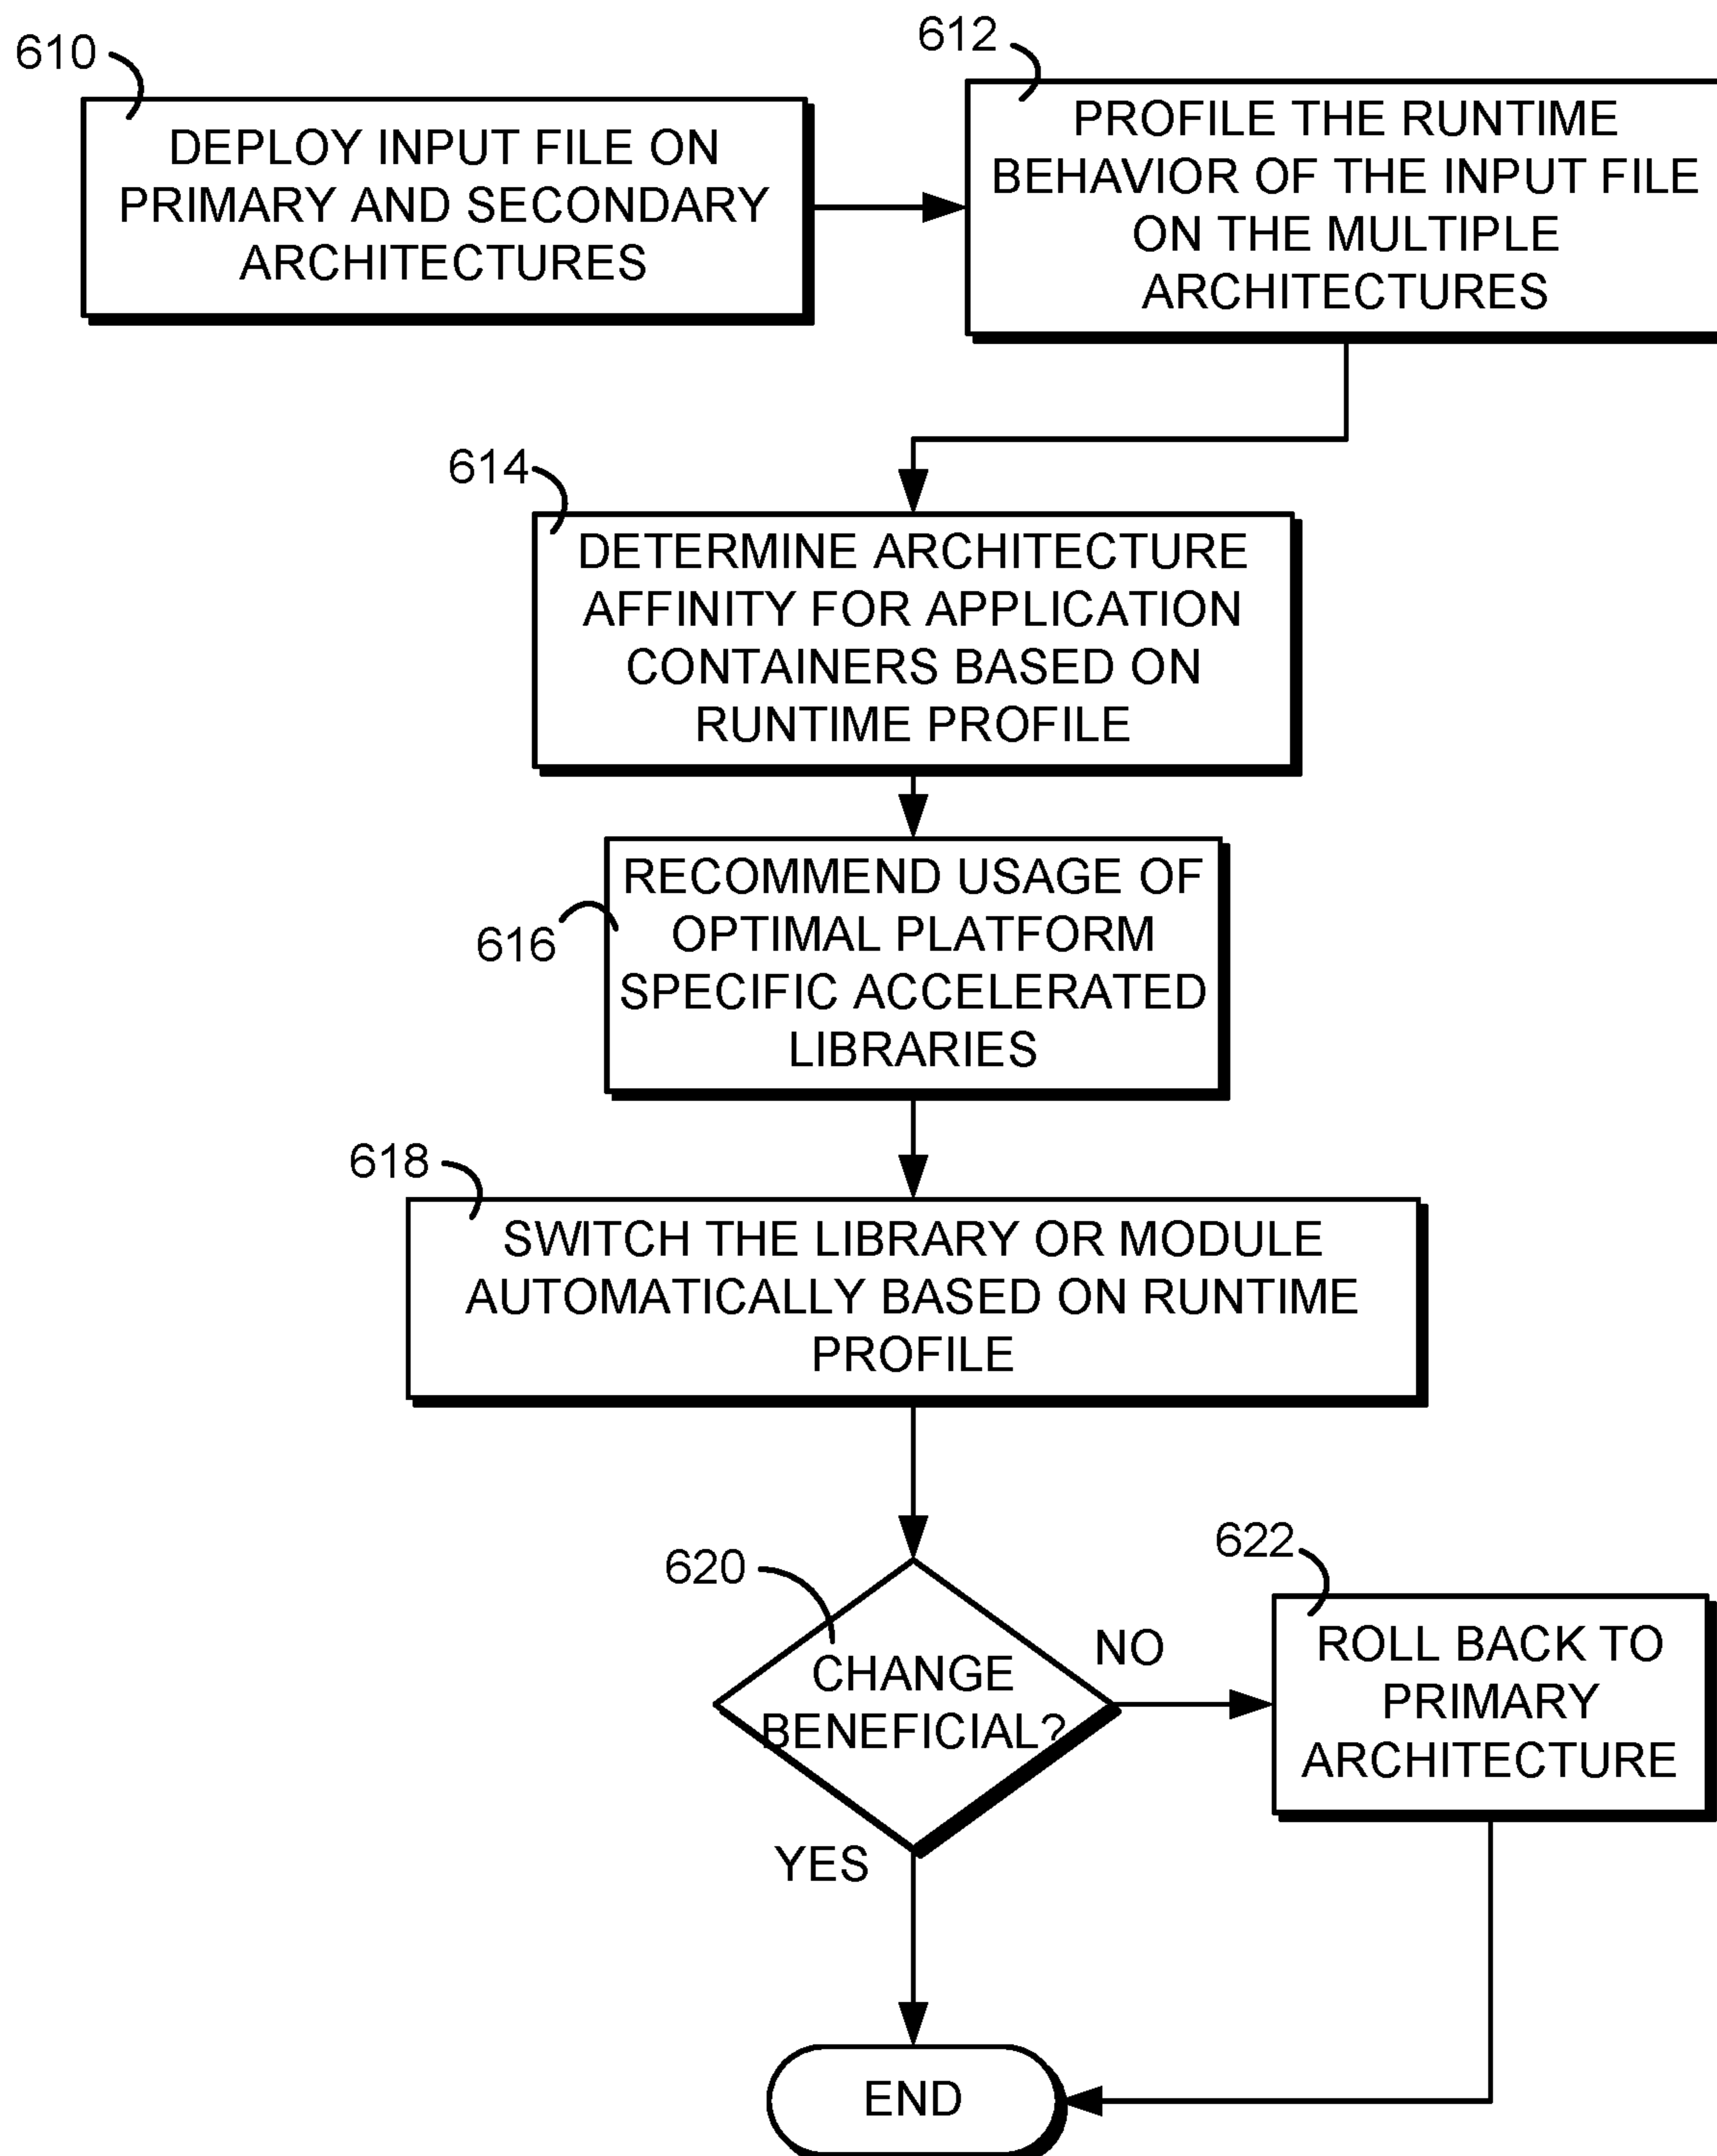 610
DEPLOY INPUT FILE ON
PRIMARY AND SECONDARY
ARCHITECTURES
612
PROFILE THE RUNTIME
BEHAVIOR OF THE INPUT FILE
ON THE MULTIPLE
ARCHITECTURES
614
DETERMINE ARCHITECTURE
AFFINITY FOR APPLICATION
CONTAINERS BASED ON
RUNTIME PROFILE
616
RECOMMEND USAGE OF
OPTIMAL PLATFORM
SPECIFIC ACCELERATED
LIBRARIES
618
SWITCH THE LIBRARY OR MODULE
AUTOMATICALLY BASED ON RUNTIME
PROFILE
620
CHANGE
BENEFICIAL?
NO
YES
622
ROLL BACK TO
PRIMARY
ARCHITECTURE
END